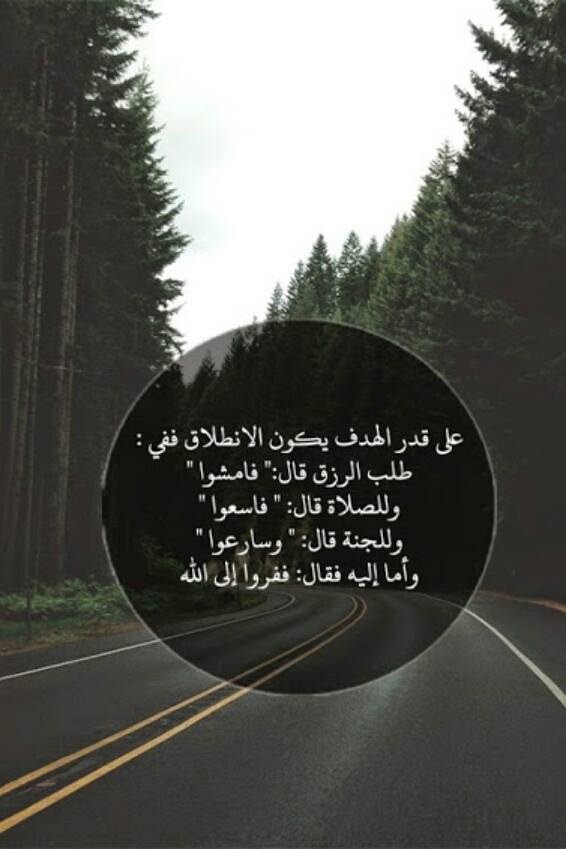 على قدر الهدف يكون الانطلاق ففي :
طلب الرزق قال:" فامشوا "
وللصلاة قال: " فاسعوا "
وللجنة قال: " وسارعوا "
وأما إليه فقال: ففروا إلى الله